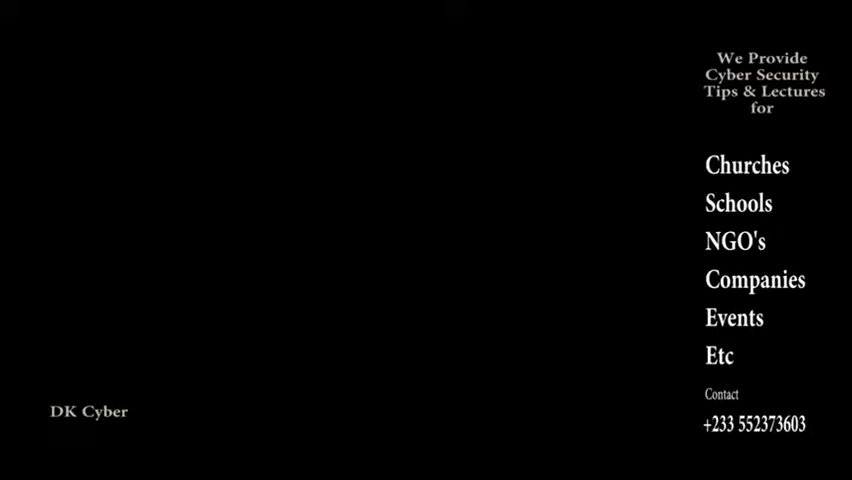 We Provide
Cyber Security
Tips & Lectures
for
Churches
Schools
NGO's
Companies
Events
Etc
Contact
+233 552373603
DK Cyber